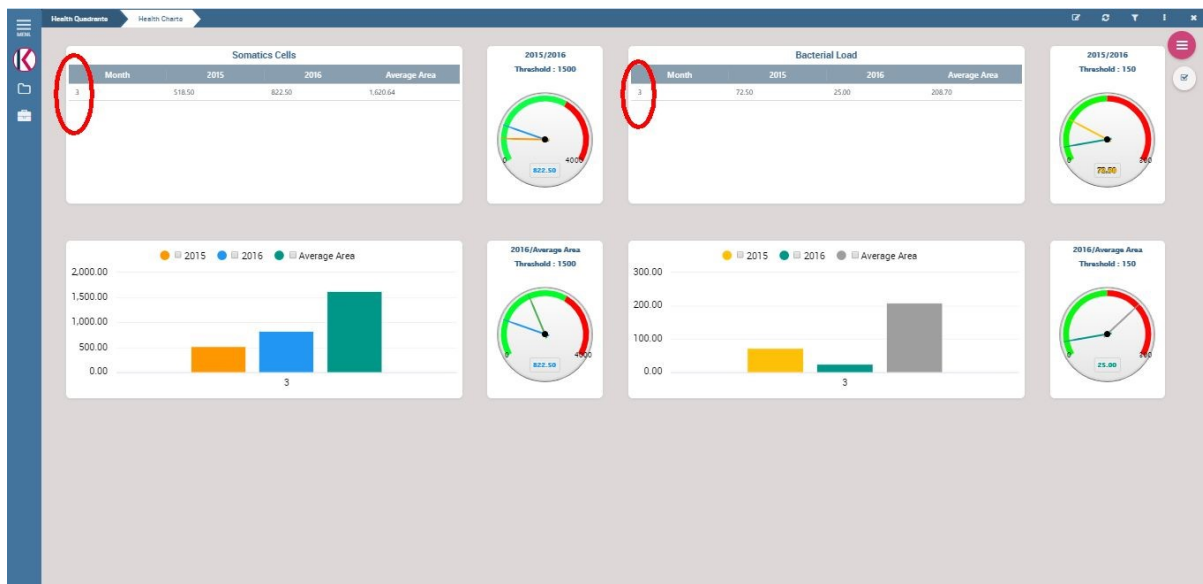 MENU
Health Quadrants
Health Charts
K
Somatics Cells
Month 2015 2016 Average Area
3 518.50 822.50 1,620.64
2015/2016
Threshold : 1500
0 4000
822.50
Bacterial Load
Month 2015 2016 Average Area
3 72.50 25.00 208.70
2015/2016
Threshold : 150
0 300
2015 2016 Average Area
2,000.00
1,500.00
1,000.00
500.00
0.00
3
2016/Average Area
Threshold : 1500
0 4000
822.50
2015 2016 Average Area
300.00
200.00
100.00
0.00
3
2016/Average Area
Threshold : 150
0 300
25.00